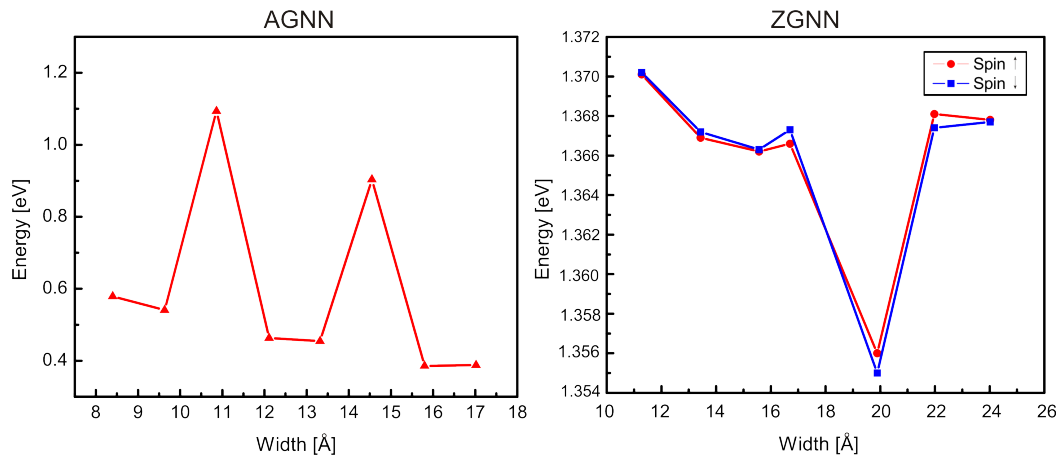 AGNN
Energy [eV]
1.2
1.0
0.8
0.6
0.4
8 9 10 11 12 13 14 15 16 17 18
Width [Å]
ZGNN
Energy [eV]
1.372
1.370
1.368
1.366
1.364
1.362
1.360
1.358
1.356
1.354
10 12 14 16 18 20 22 24 26
Width [Å]
Spin ↑
Spin ↓